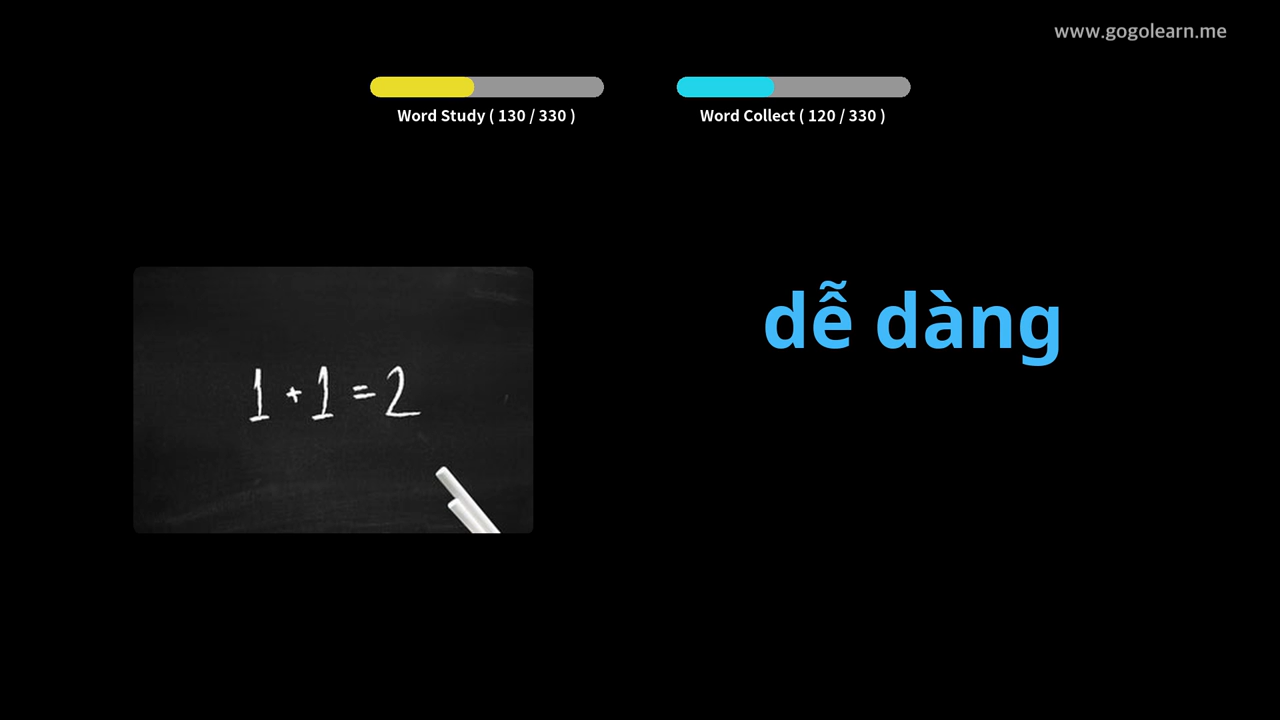 www.gogolearn.me
Word Study ( 130 / 330 )
Word Collect ( 120 / 330 )
dễ dàng
1 + 1 = 2